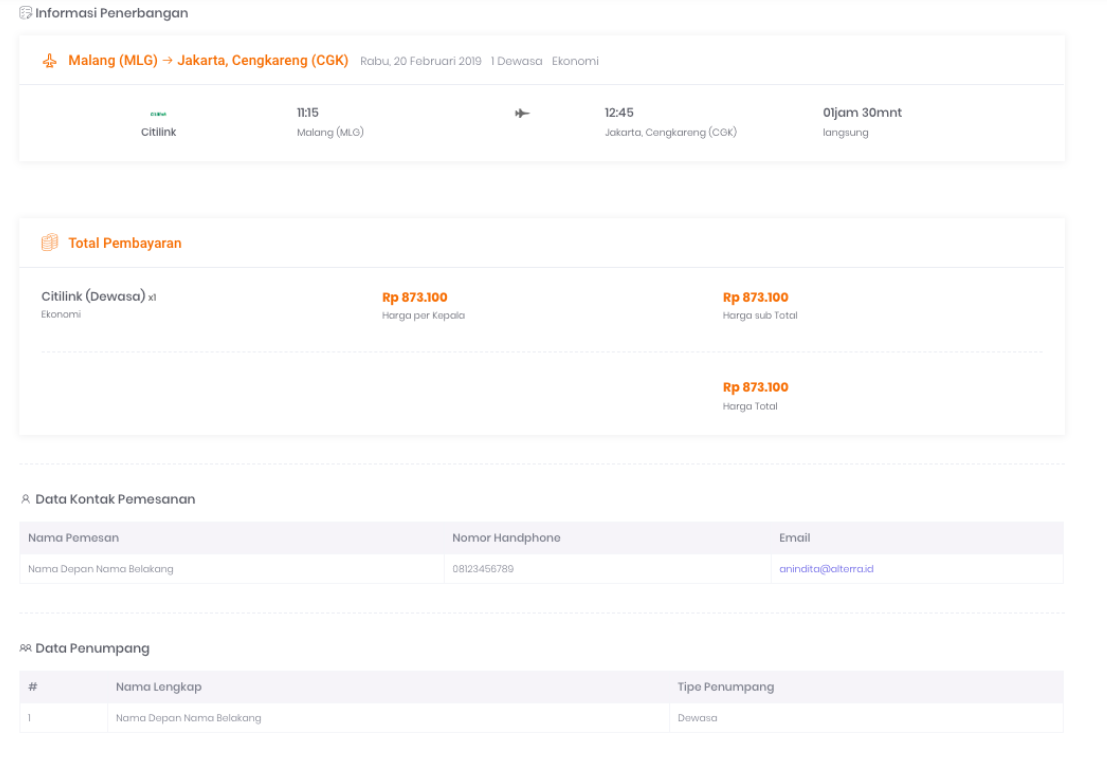 Informasi Penerbangan
Malang (MLG) → Jakarta, Cengkareng (CGK) Rabu, 20 Februari 2019 1 Dewasa Ekonomi
11:15 12:45 01jam 30mnt
Citilink Malang (MLG) Jakarta, Cengkareng (CGK) langsung
Total Pembayaran
Citilink (Dewasa) x1 Rp 873.100 Rp 873.100
Ekonomi Harga per Kepala Harga sub Total
Rp 873.100
Harga Total
Data Kontak Pemesanan
Nama Pemesan Nomor Handphone Email
Nama Depan Nama Belakang 08123456789 anindita@alterra.id
Data Penumpang
# Nama Lengkap Tipe Penumpang
1 Nama Depan Nama Belakang Dewasa